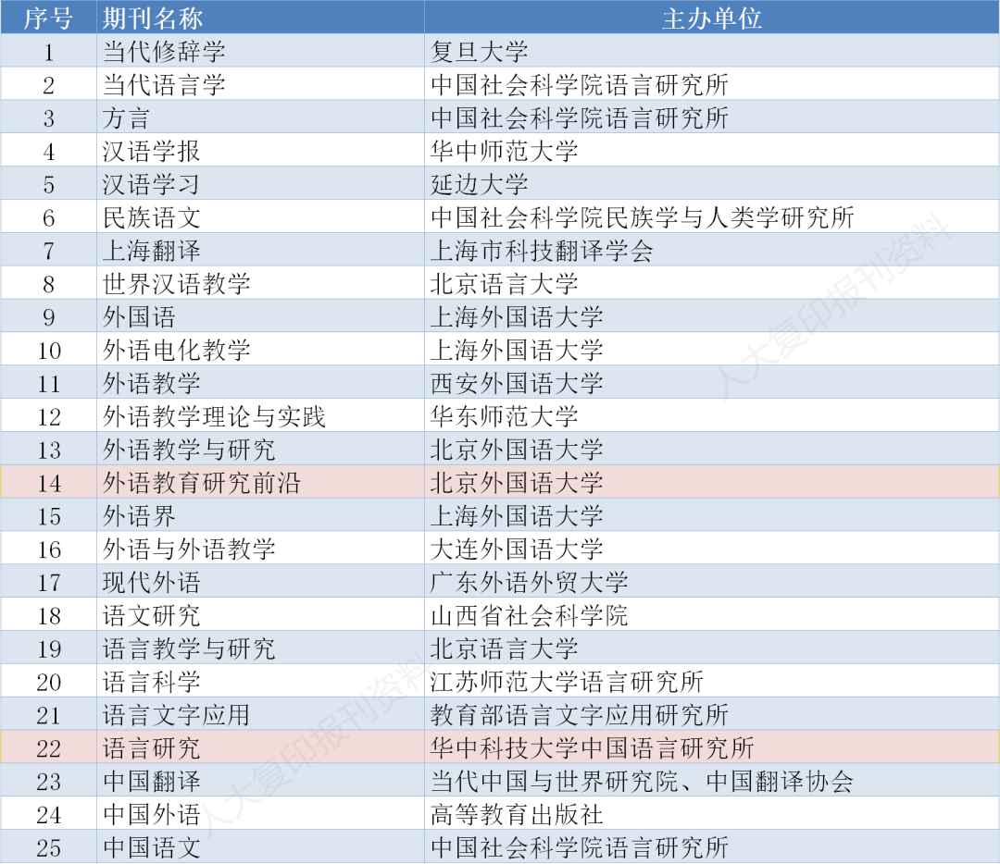 序号 期刊名称 主办单位
1 当代修辞学 复旦大学
2 当代语言学 中国社会科学院语言研究所
3 方言 中国社会科学院语言研究所
4 汉语学报 华中师范大学
5 汉语学习 延边大学
6 民族语文 中国社会科学院民族学与人类学研究所
7 上海翻译 上海市科技翻译学会
8 世界汉语教学 北京语言大学
9 外国语 上海外国语大学
10 外语电化教学 上海外国语大学
11 外语教学 西安外国语大学
12 外语教学理论与实践 华东师范大学
13 外语教学与研究 北京外国语大学
14 外语教育研究前沿 北京外国语大学
15 外语界 上海外国语大学
16 外语与外语教学 大连外国语大学
17 现代外语 广东外语外贸大学
18 语文研究 山西省社会科学院
19 语言教学与研究 北京语言大学
20 语言科学 江苏师范大学语言研究所
21 语言文字应用 教育部语言文字应用研究所
22 语言研究 华中科技大学中国语言研究所
23 中国翻译 当代中国与世界研究院、中国翻译协会
24 中国外语 高等教育出版社
25 中国语文 中国社会科学院语言研究所
人大复印报刊资料
人大复印报刊资料